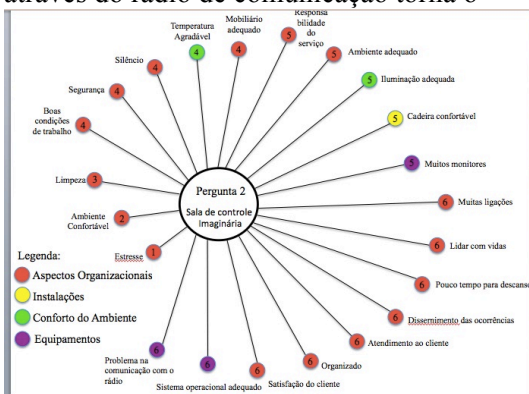 através do rádio de comunicação torna o
Temperatura
Agradável
4
Mobiliário
adequado
4
Responsa
bilidade
do
serviço
5
Ambiente adequado
5
Iluminação adequada
5
Cadeira confortável
5
Muitos monitores
5
Muitas ligações
6
Lidar com vidas
6
Pouco tempo para descanso
6
Dissernimento das ocorrências
6
Atendimento ao cliente
6
Organizado
6
Satisfação do cliente
6
Sistema operacional adequado
6
Problema na
comunicação com o
rádio
6
Estresse
1
Ambiente
Confortável
2
Limpeza
3
Boas
condições
de trabalho
4
Segurança
4
Silêncio
4
Pergunta 2
Sala de controle
Imaginária
Legenda:
Aspectos Organizacionais
Instalações
Conforto do Ambiente
Equipamentos